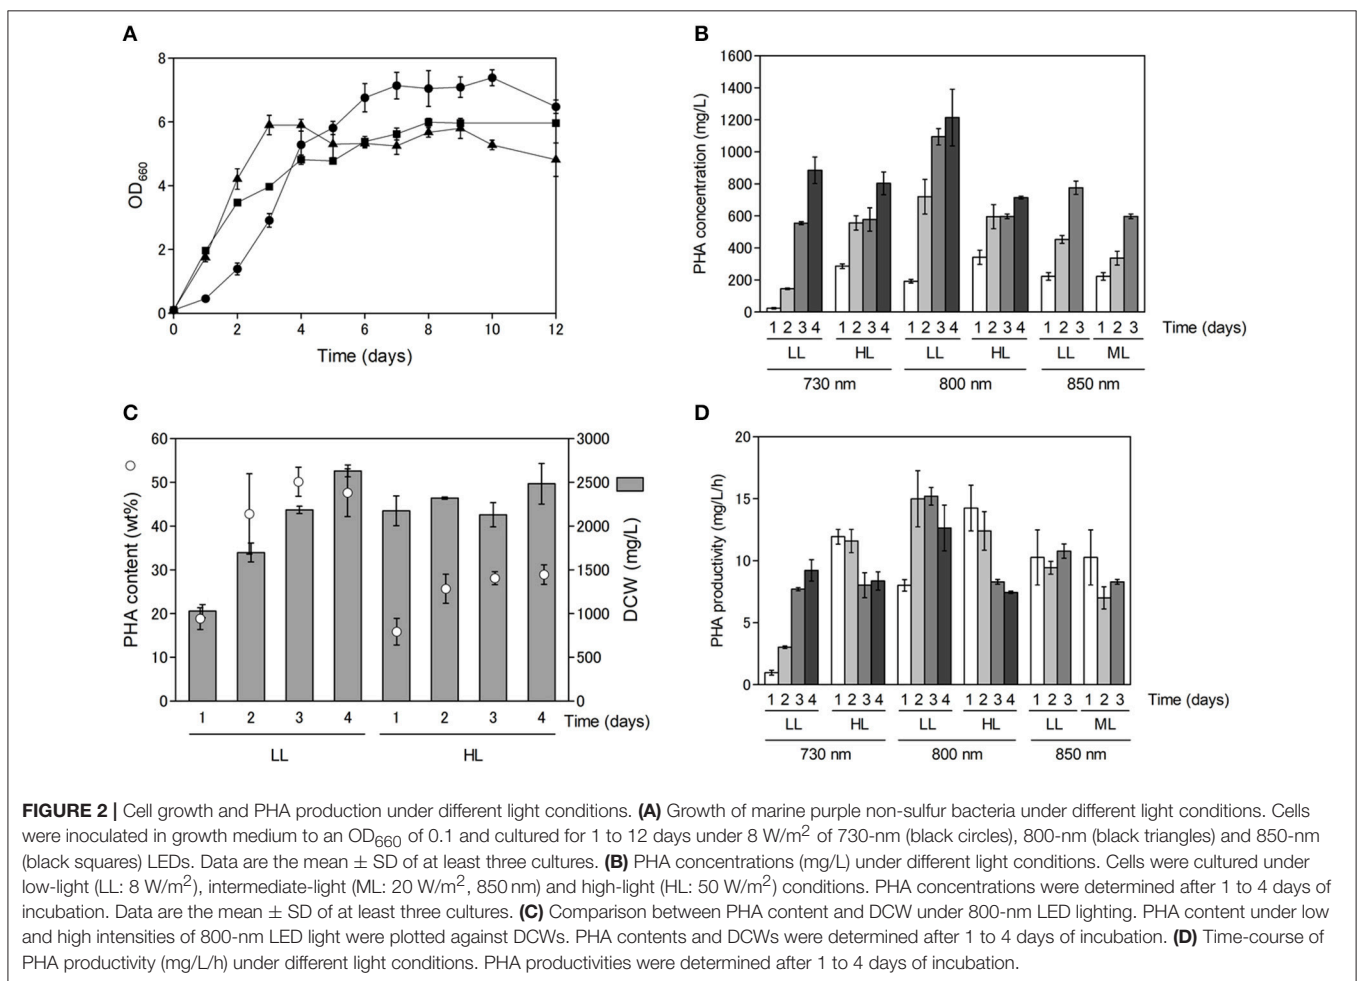 A
8
6
4
2
0
OD660
0 2 4 6 8 10 12
Time (days)
B
1600
1400
1200
1000
800
600
400
200
0
PHA concentration (mg/L)
1 2 3 4 1 2 3 4 1 2 3 4 1 2 3 4 1 2 3 1 2 3 Time (days)
LL HL LL HL LL ML
730 nm 800 nm 850 nm
C
60
50
40
30
20
10
0
PHA content (wt%)
3000
2500
2000
1500
1000
500
0
DCW (mg/L)
1 2 3 4 1 2 3 4 Time (days)
LL HL
D
20
15
10
5
0
PHA productivity (mg/L/h)
1 2 3 4 1 2 3 4 1 2 3 4 1 2 3 4 1 2 3 1 2 3 Time (days)
LL HL LL HL LL ML
730 nm 800 nm 850 nm
FIGURE 2 | Cell growth and PHA production under different light conditions. (A) Growth of marine purple non-sulfur bacteria under different light conditions. Cells
were inoculated in growth medium to an OD660 of 0.1 and cultured for 1 to 12 days under 8 W/m² of 730-nm (black circles), 800-nm (black triangles) and 850-nm
(black squares) LEDs. Data are the mean ± SD of at least three cultures. (B) PHA concentrations (mg/L) under different light conditions. Cells were cultured under
low-light (LL: 8 W/m²), intermediate-light (ML: 20 W/m², 850 nm) and high-light (HL: 50 W/m²) conditions. PHA concentrations were determined after 1 to 4 days of
incubation. Data are the mean ± SD of at least three cultures. (C) Comparison between PHA content and DCW under 800-nm LED lighting. PHA content under low
and high intensities of 800-nm LED light were plotted against DCWs. PHA contents and DCWs were determined after 1 to 4 days of incubation. (D) Time-course of
PHA productivity (mg/L/h) under different light conditions. PHA productivities were determined after 1 to 4 days of incubation.